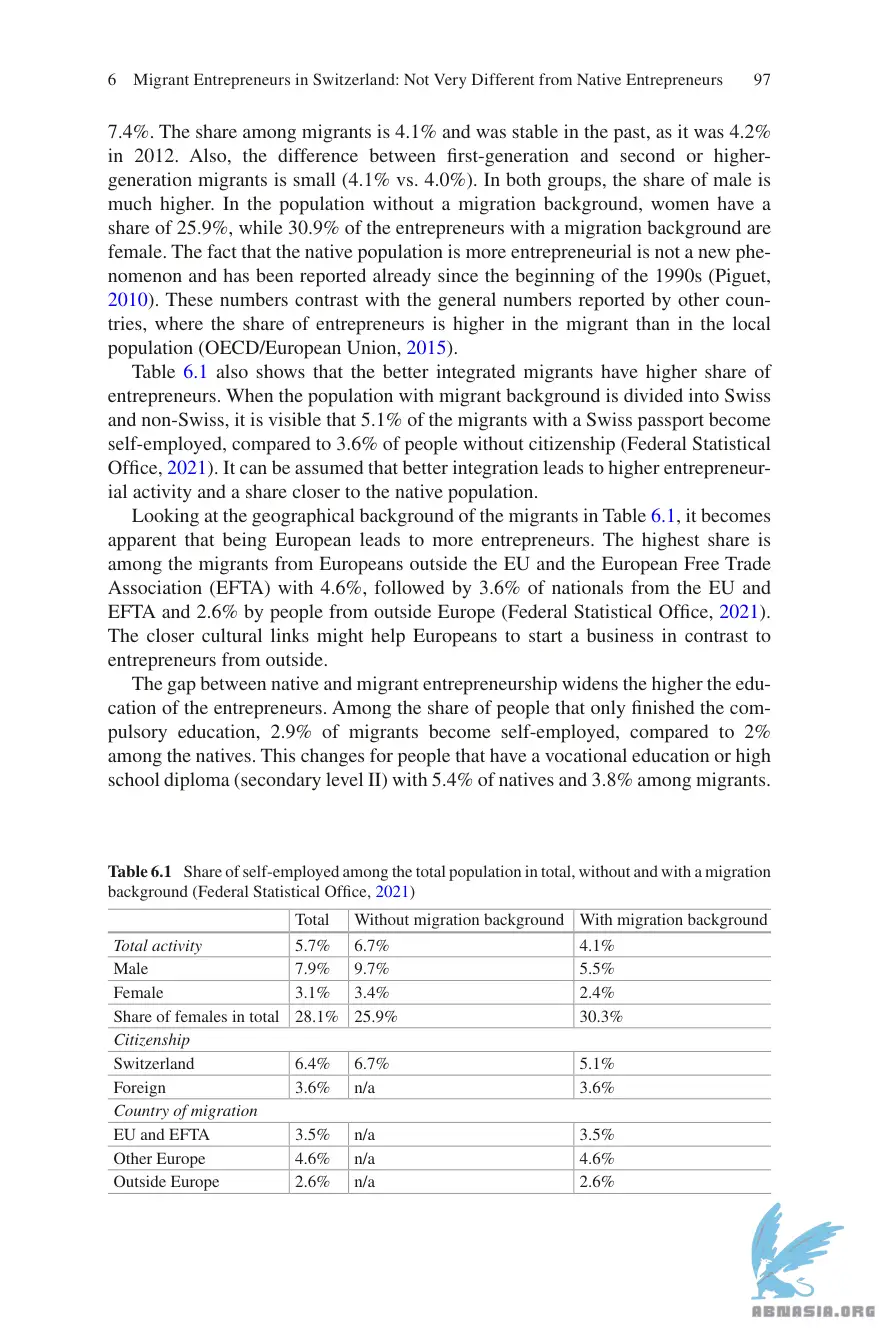 6 Migrant Entrepreneurs in Switzerland: Not Very Different from Native Entrepreneurs 97
7.4%. The share among migrants is 4.1% and was stable in the past, as it was 4.2%
in 2012. Also, the difference between first-generation and second or higher-
generation migrants is small (4.1% vs. 4.0%). In both groups, the share of male is
much higher. In the population without a migration background, women have a
share of 25.9%, while 30.9% of the entrepreneurs with a migration background are
female. The fact that the native population is more entrepreneurial is not a new phe-
nomenon and has been reported already since the beginning of the 1990s (Piguet,
2010). These numbers contrast with the general numbers reported by other coun-
tries, where the share of entrepreneurs is higher in the migrant than in the local
population (OECD/European Union, 2015).
Table 6.1 also shows that the better integrated migrants have higher share of
entrepreneurs. When the population with migrant background is divided into Swiss
and non-Swiss, it is visible that 5.1% of the migrants with a Swiss passport become
self-employed, compared to 3.6% of people without citizenship (Federal Statistical
Office, 2021). It can be assumed that better integration leads to higher entrepreneur-
ial activity and a share closer to the native population.
Looking at the geographical background of the migrants in Table 6.1, it becomes
apparent that being European leads to more entrepreneurs. The highest share is
among the migrants from Europeans outside the EU and the European Free Trade
Association (EFTA) with 4.6%, followed by 3.6% of nationals from the EU and
EFTA and 2.6% by people from outside Europe (Federal Statistical Office, 2021).
The closer cultural links might help Europeans to start a business in contrast to
entrepreneurs from outside.
The gap between native and migrant entrepreneurship widens the higher the edu-
cation of the entrepreneurs. Among the share of people that only finished the com-
pulsory education, 2.9% of migrants become self-employed, compared to 2%
among the natives. This changes for people that have a vocational education or high
school diploma (secondary level II) with 5.4% of natives and 3.8% among migrants.
Table 6.1 Share of self-employed among the total population in total, without and with a migration
background (Federal Statistical Office, 2021)
Total Without migration background With migration background
Total activity 5.7% 6.7% 4.1%
Male 7.9% 9.7% 5.5%
Female 3.1% 3.4% 2.4%
Share of females in total 28.1% 25.9% 30.3%
Citizenship
Switzerland 6.4% 6.7% 5.1%
Foreign 3.6% n/a 3.6%
Country of migration
EU and EFTA 3.5% n/a 3.5%
Other Europe 4.6% n/a 4.6%
Outside Europe 2.6% n/a 2.6%
ABNASIA.ORG